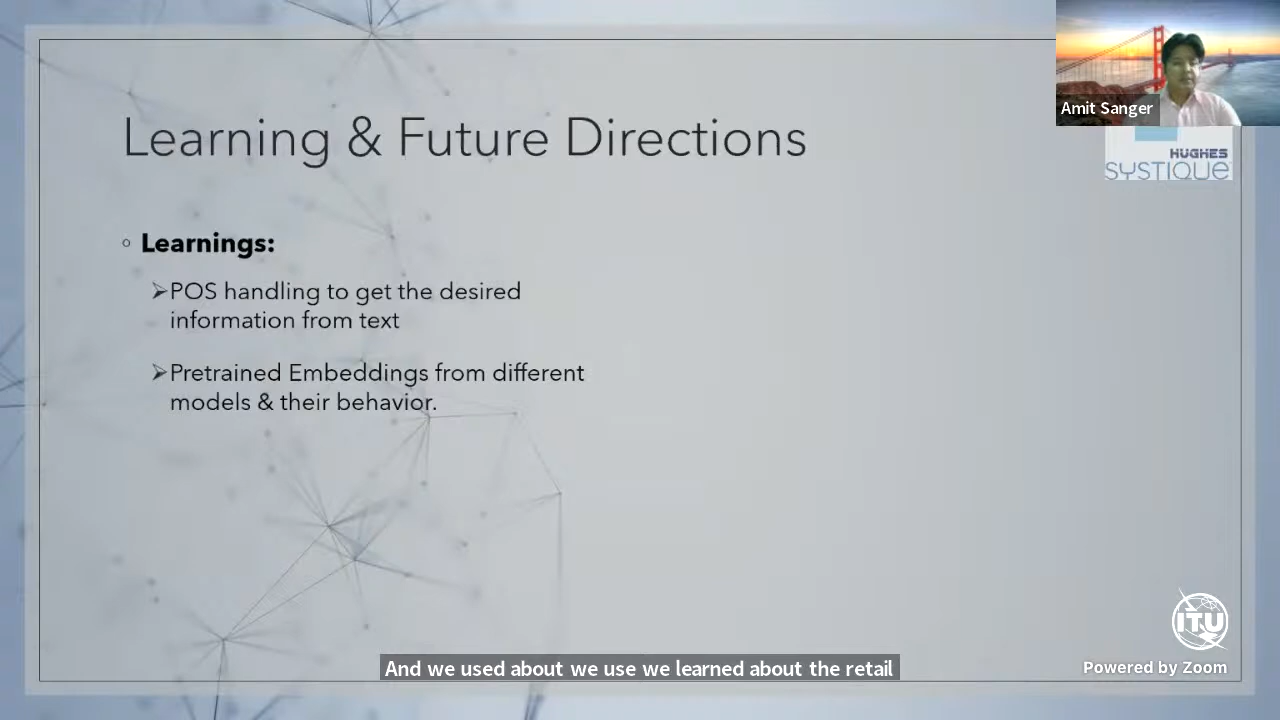 Amit Sanger
HUGHES
SYSTIQUE
Learning & Future Directions
◦ Learnings:
➢POS handling to get the desired
information from text
➢Pretrained Embeddings from different
models & their behavior.
ITU
Powered by Zoom
And we used about we use we learned about the retail